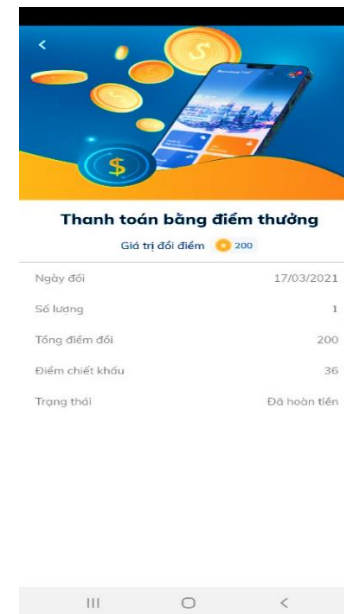 Thanh toán bằng điểm thưởng
Giá trị đổi điểm 200
Ngày đổi 17/03/2021
Số lượng 1
Tổng điểm đổi 200
Điểm chiết khấu 36
Trạng thái Đã hoàn tiền